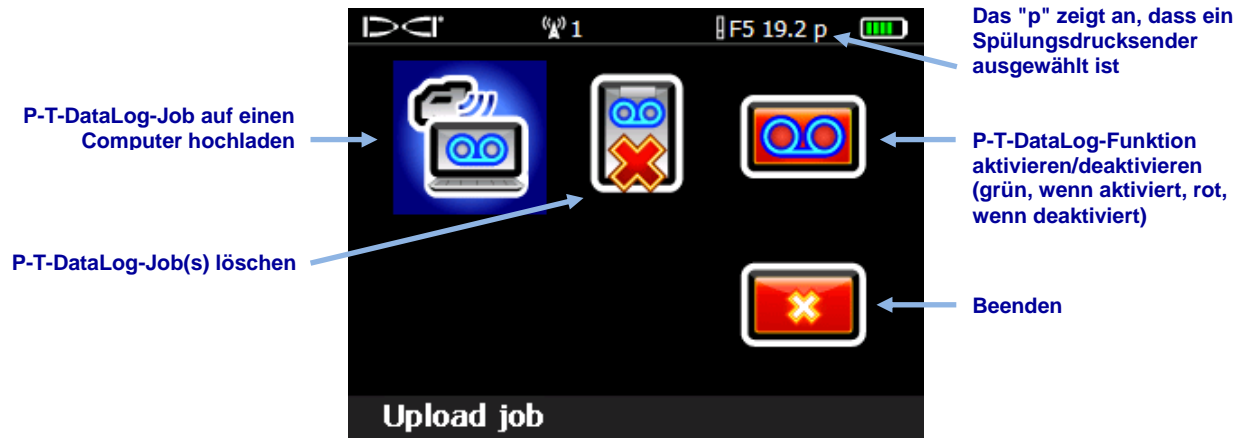 DCI
1
F5 19.2 p
Das "p" zeigt an, dass ein
Spülungsdrucksender
ausgewählt ist
P-T-DataLog-Job auf einen
Computer hochladen
P-T-DataLog-Funktion
aktivieren/deaktivieren
(grün, wenn aktiviert, rot,
wenn deaktiviert)
P-T-DataLog-Job(s) löschen
Beenden
Upload job